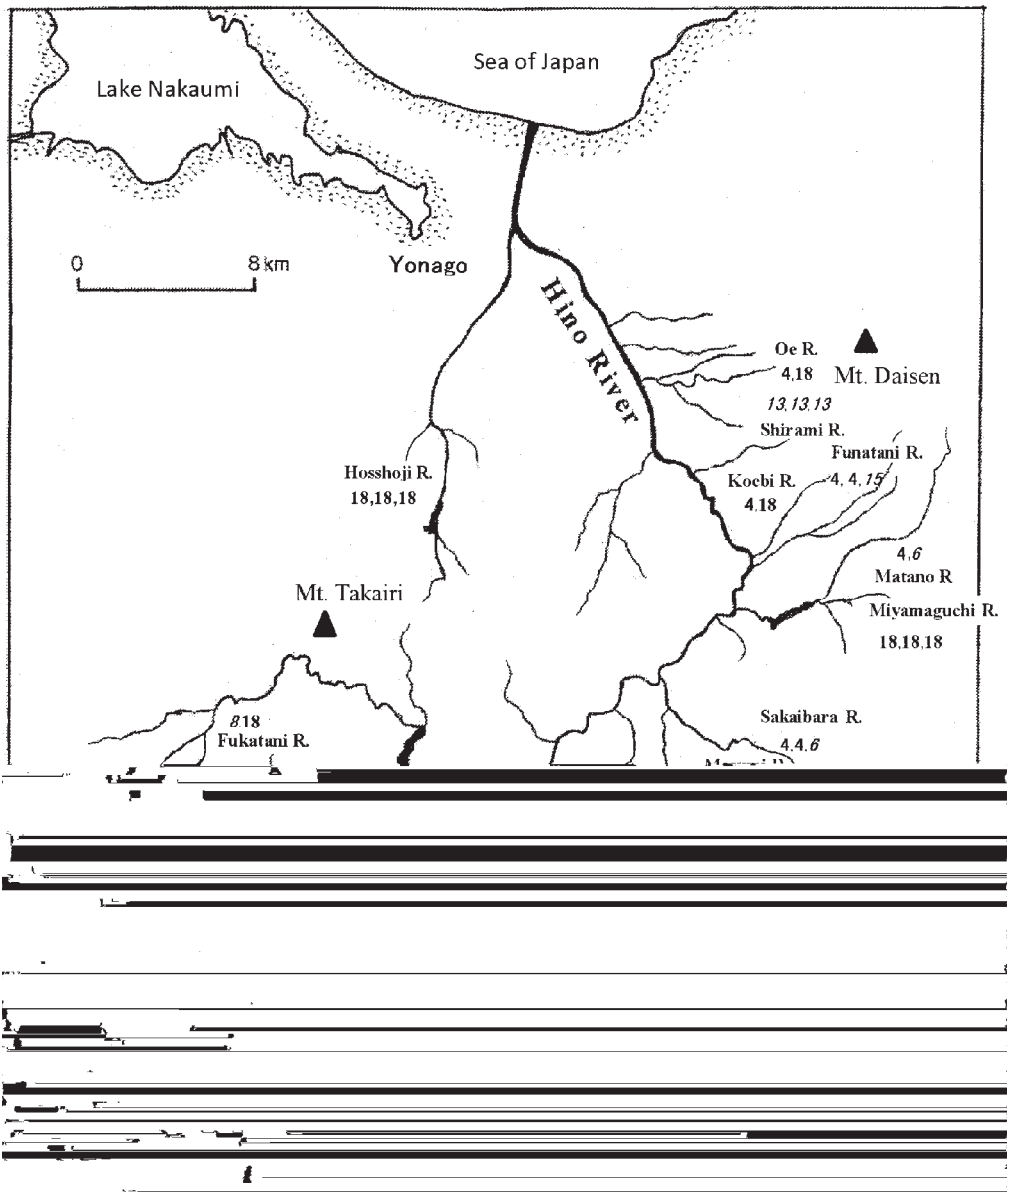 Sea of Japan
Lake Nakaumi
0 8 km
Yonago
Hino River
Oe R.
4,18
Mt. Daisen
13,13,13
Shirami R.
Funatani R.
4, 4, 15
Koebi R.
4,18
Hosshoji R.
18,18,18
4,6
Matano R
Miyamaguchi R.
18,18,18
Mt. Takairi
Sakaibara R.
4,4,6
8 18
Fukatani R.